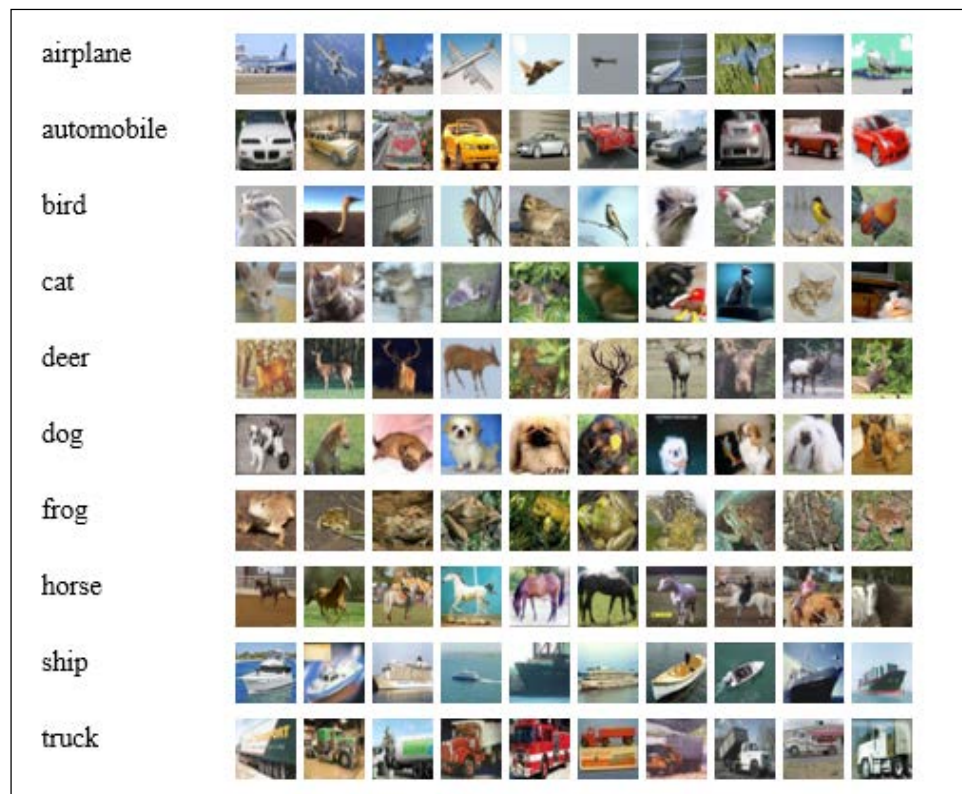 airplane
automobile
bird
cat
deer
dog
frog
horse
ship
truck